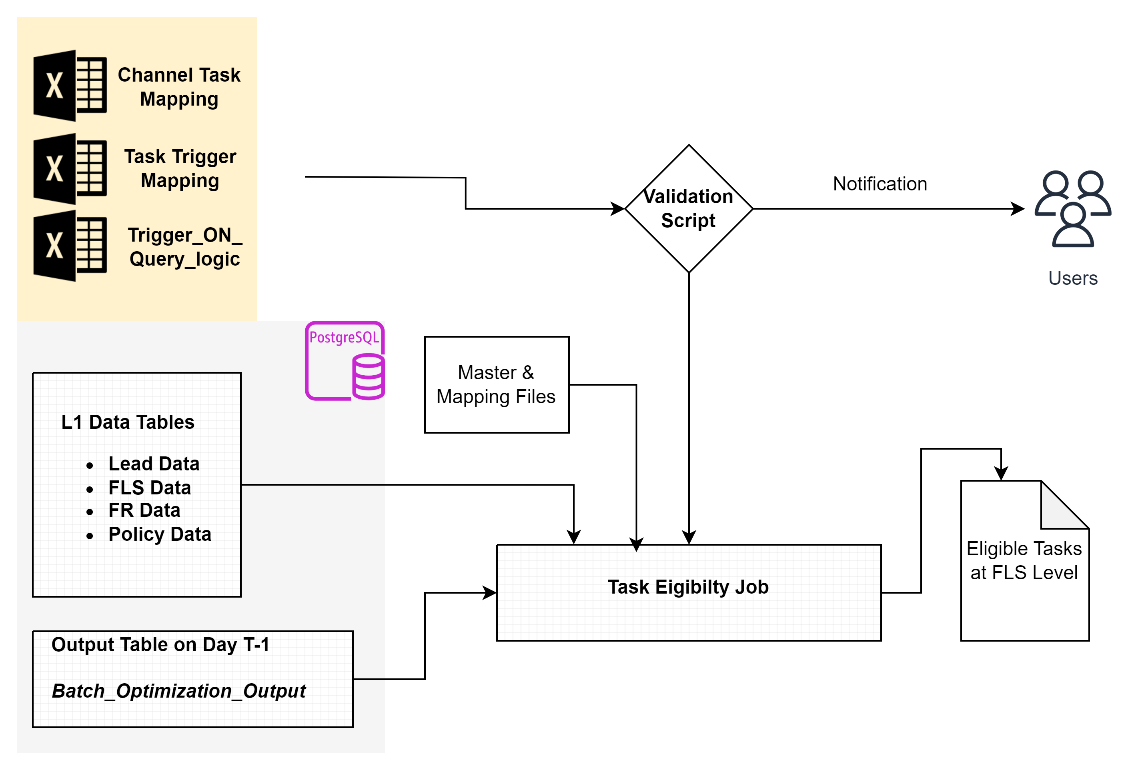 Channel Task
Mapping
Task Trigger
Mapping
Trigger_ON_
Query_logic
Validation
Script
Notification
Users
PostgreSQL
Master &
Mapping Files
L1 Data Tables
• Lead Data
• FLS Data
• FR Data
• Policy Data
Eligible Tasks
at FLS Level
Task Eigibilty Job
Output Table on Day T-1
Batch_Optimization_Output